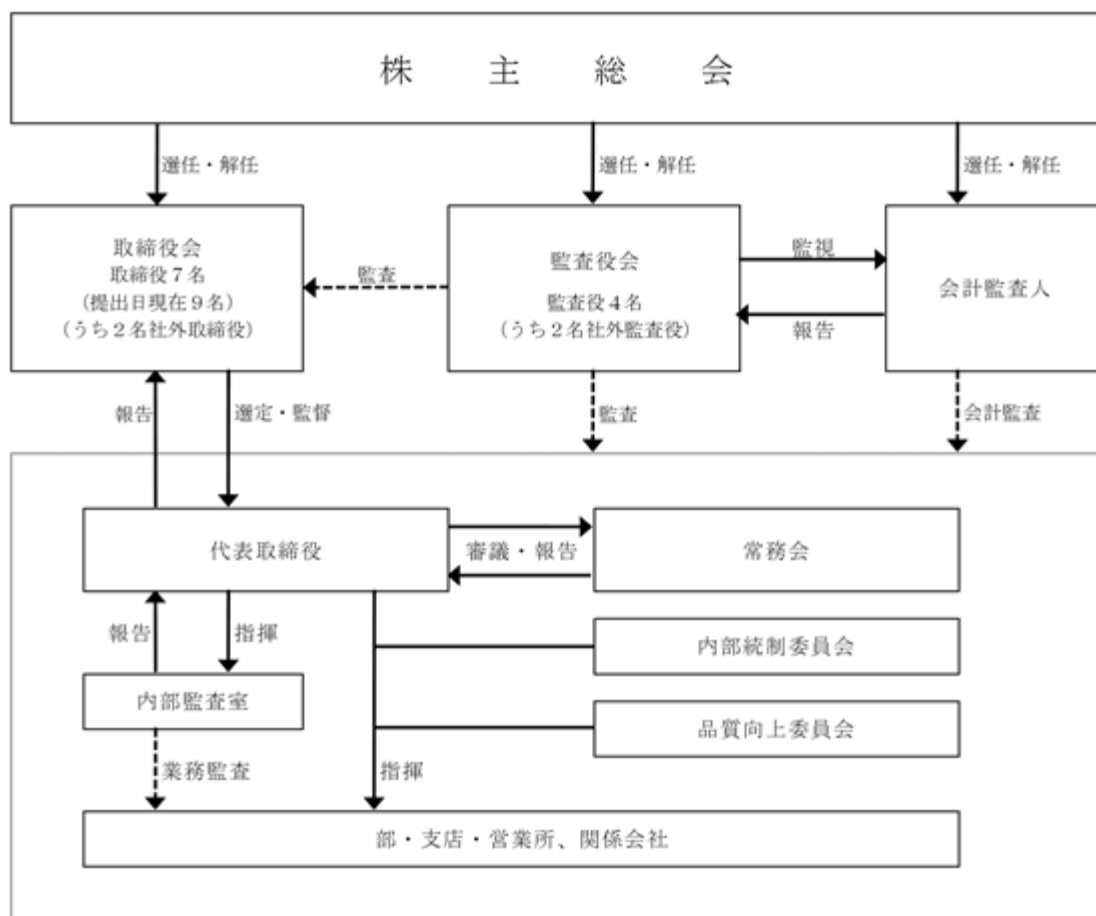 株主総会
選任・解任
選任・解任
選任・解任
取締役会
取締役7名
(提出日現在9名)
(うち2名社外取締役)
監査
監査役会
監査役4名
(うち2名社外監査役)
監視
報告
会計監査人
報告
選定・監督
監査
会計監査
代表取締役
審議・報告
常務会
報告
指揮
内部統制委員会
内部監査室
品質向上委員会
業務監査
指揮
部・支店・営業所、関係会社